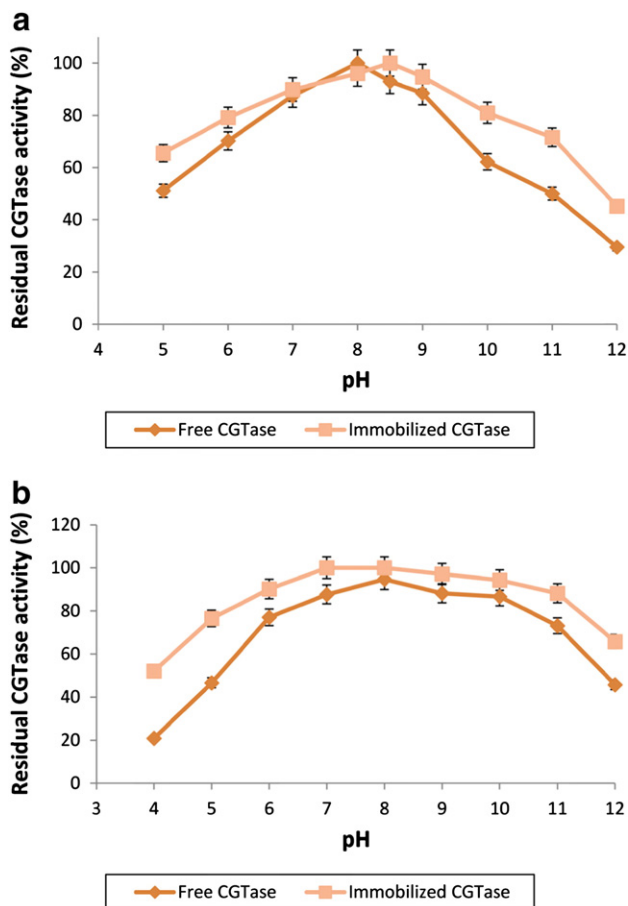 a
Residual CGTase activity (%)
100
80
60
40
20
0
4 5 6 7 8 9 10 11 12
pH
Free CGTase Immobilized CGTase
b
Residual CGTase activity (%)
120
100
80
60
40
20
0
3 4 5 6 7 8 9 10 11 12
pH
Free CGTase Immobilized CGTase